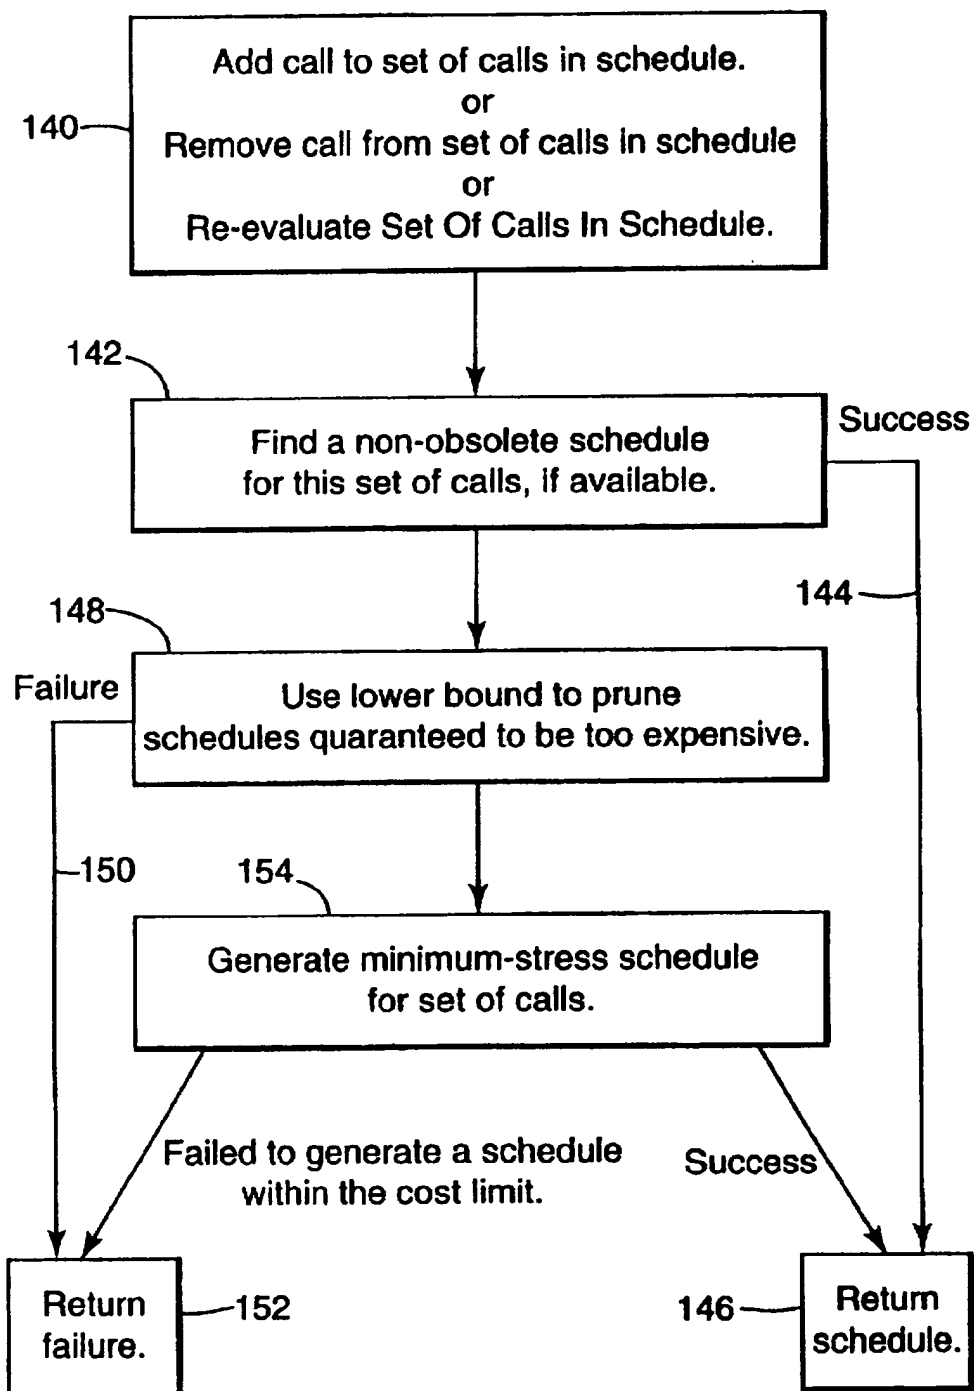 Add call to set of calls in schedule.
or
140
Remove call from set of calls in schedule
or
Re-evaluate Set Of Calls In Schedule.
142
Success
Find a non-obsolete schedule
for this set of calls, if available.
144
148
Failure
Use lower bound to prune
schedules quaranteed to be too expensive.
150
154
Generate minimum-stress schedule
for set of calls.
Failed to generate a schedule
within the cost limit.
Success
Return
failure.
152
146
Return
schedule.